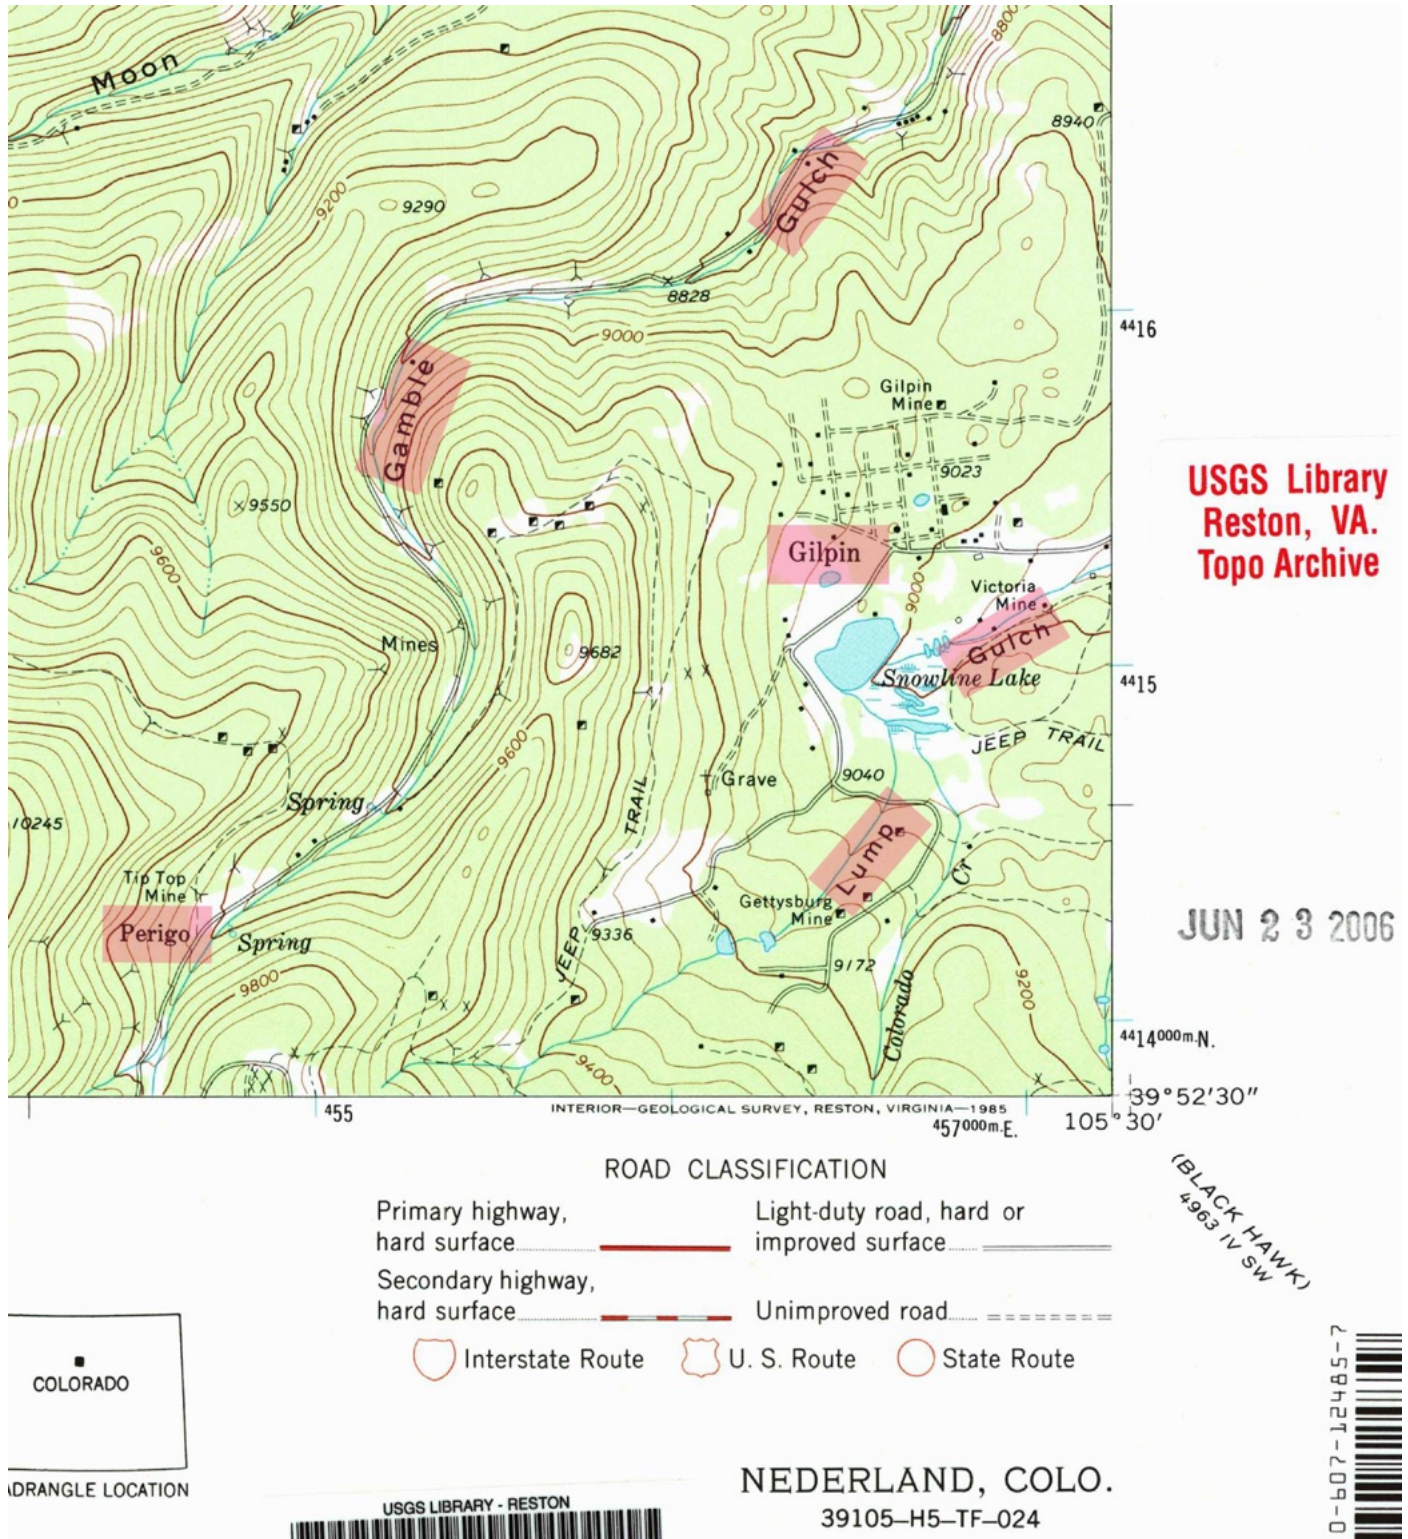 Moon
8800
8940
Gulch
9200
9290
8828
9000
4416
Gamble
Gilpin
Mine
9023
9550
USGS Library
Reston, VA.
Topo Archive
Gilpin
9600
9000
Victoria
Mine
Mines
Gulch
9682
Snowline Lake
4415
JEEP TRAIL
9600
Grave
9040
Spring
TRAIL
10245
Lump
Cr
Tip Top
Mine
Gettysburg
Mine
Perigo
Spring
JEEP
9336
JUN 23 2006
9172
9800
9200
Colorado
4414000m.N.
9400
39°52'30"
455
INTERIOR—GEOLOGICAL SURVEY, RESTON, VIRGINIA—1985
457000m.E.
105°30'
ROAD CLASSIFICATION
Primary highway,
hard surface
Light-duty road, hard or
improved surface
Secondary highway,
hard surface
Unimproved road
Interstate Route
U. S. Route
State Route
(BLACK HAWK)
4963 IV SW
COLORADO
ADRANGLE LOCATION
NEDERLAND, COLO.
39105–H5–TF–024
USGS LIBRARY - RESTON
0-607-12485-7